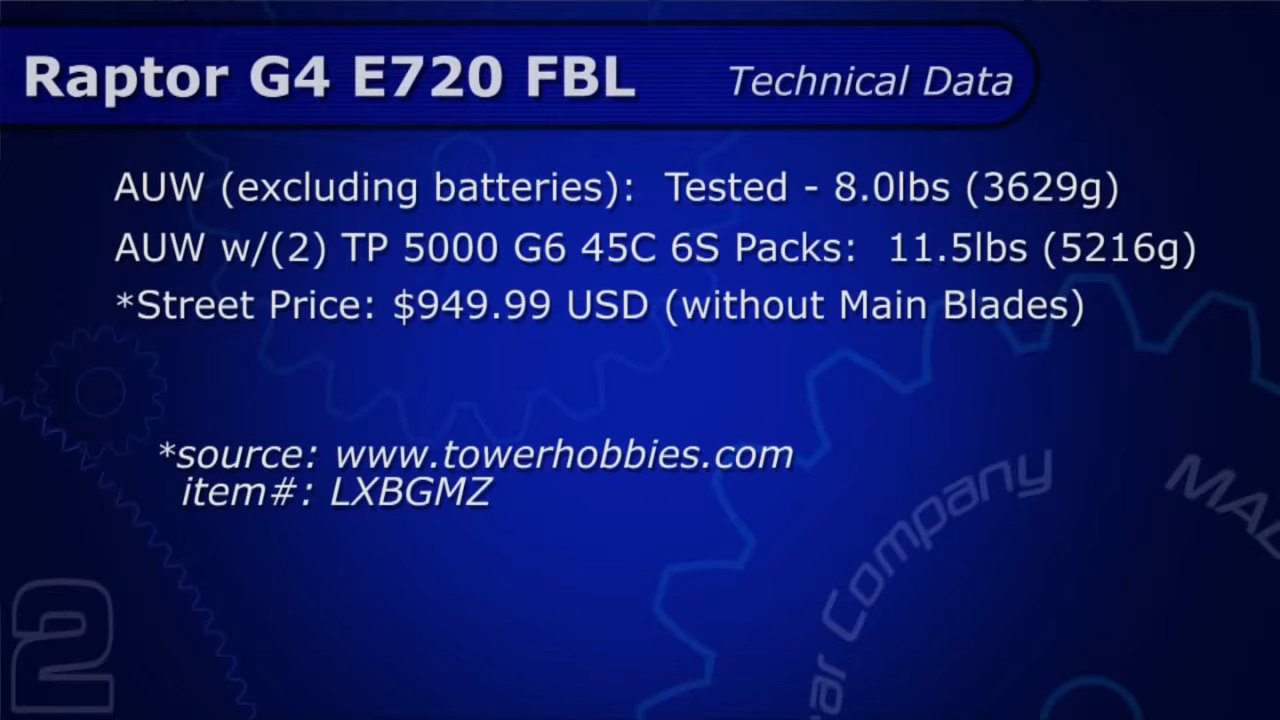 Raptor G4 E720 FBL Technical Data
AUW (excluding batteries): Tested - 8.0lbs (3629g)
AUW w/(2) TP 5000 G6 45C 6S Packs: 11.5lbs (5216g)
*Street Price: $949.99 USD (without Main Blades)
*source: www.towerhobbies.com
item#: LXBGMZ
Company
2